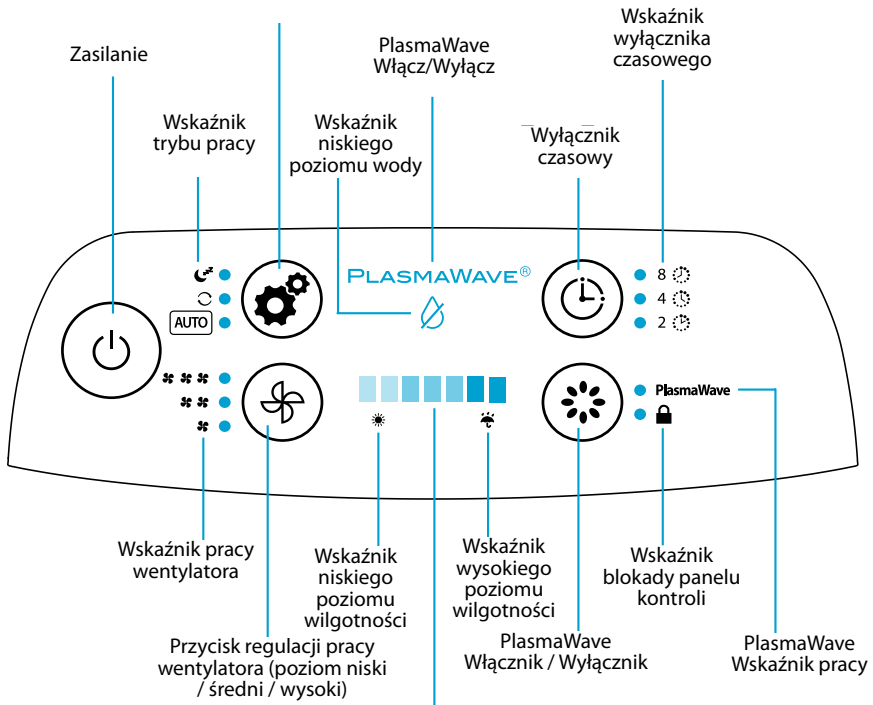 Zasilanie
PlasmaWave
Włącz/Wyłącz
Wskaźnik
wyłącznika
czasowego
Wskaźnik
trybu pracy
Wskaźnik
niskiego
poziomu wody
Wyłącznik
czasowy
zzz
PLASMAWAVE®
8
4
AUTO
2
PlasmaWave
Wskaźnik pracy
wentylatora
Wskaźnik
niskiego
poziomu
wilgotności
Wskaźnik
wysokiego
poziomu
wilgotności
Wskaźnik
blokady panelu
kontroli
Przycisk regulacji pracy
wentylatora (poziom niski
/ średni / wysoki)
PlasmaWave
Włącznik / Wyłącznik
PlasmaWave
Wskaźnik pracy